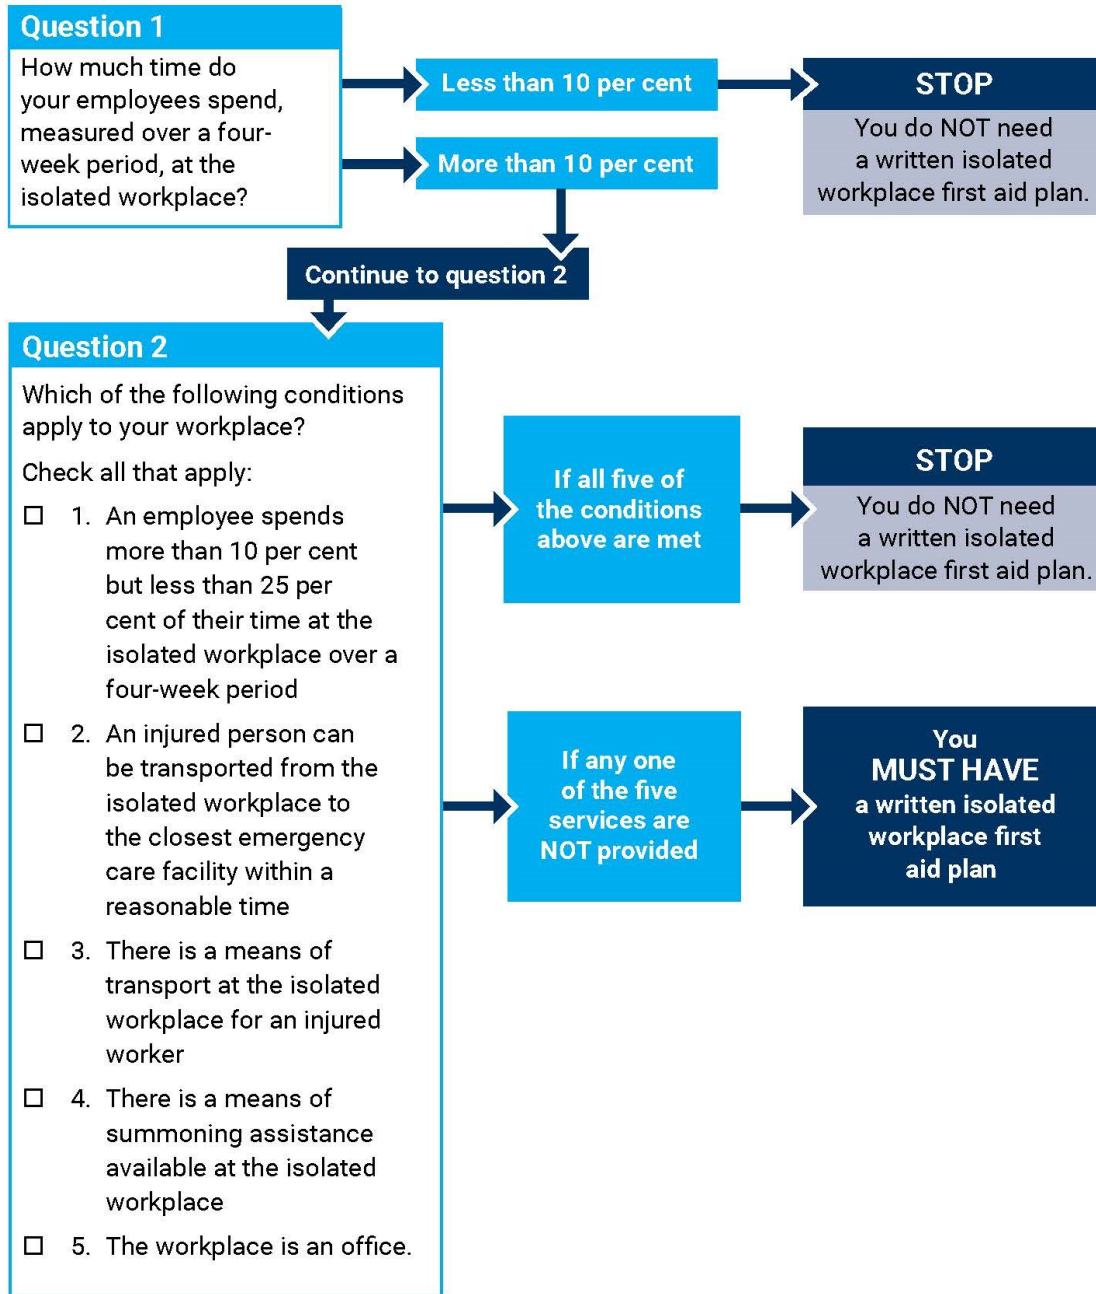 Question 1
How much time do
your employees spend,
measured over a four-
week period, at the
isolated workplace?
Less than 10 per cent
STOP
You do NOT need
a written isolated
workplace first aid plan.
More than 10 per cent
Continue to question 2
Question 2
Which of the following conditions
apply to your workplace?
Check all that apply:
☐ 1. An employee spends
more than 10 per cent
but less than 25 per
cent of their time at the
isolated workplace over a
four-week period
☐ 2. An injured person can
be transported from the
isolated workplace to
the closest emergency
care facility within a
reasonable time
☐ 3. There is a means of
transport at the isolated
workplace for an injured
worker
☐ 4. There is a means of
summoning assistance
available at the isolated
workplace
☐ 5. The workplace is an office.
If all five of
the conditions
above are met
STOP
You do NOT need
a written isolated
workplace first aid plan.
If any one
of the five
services are
NOT provided
You
MUST HAVE
a written isolated
workplace first
aid plan